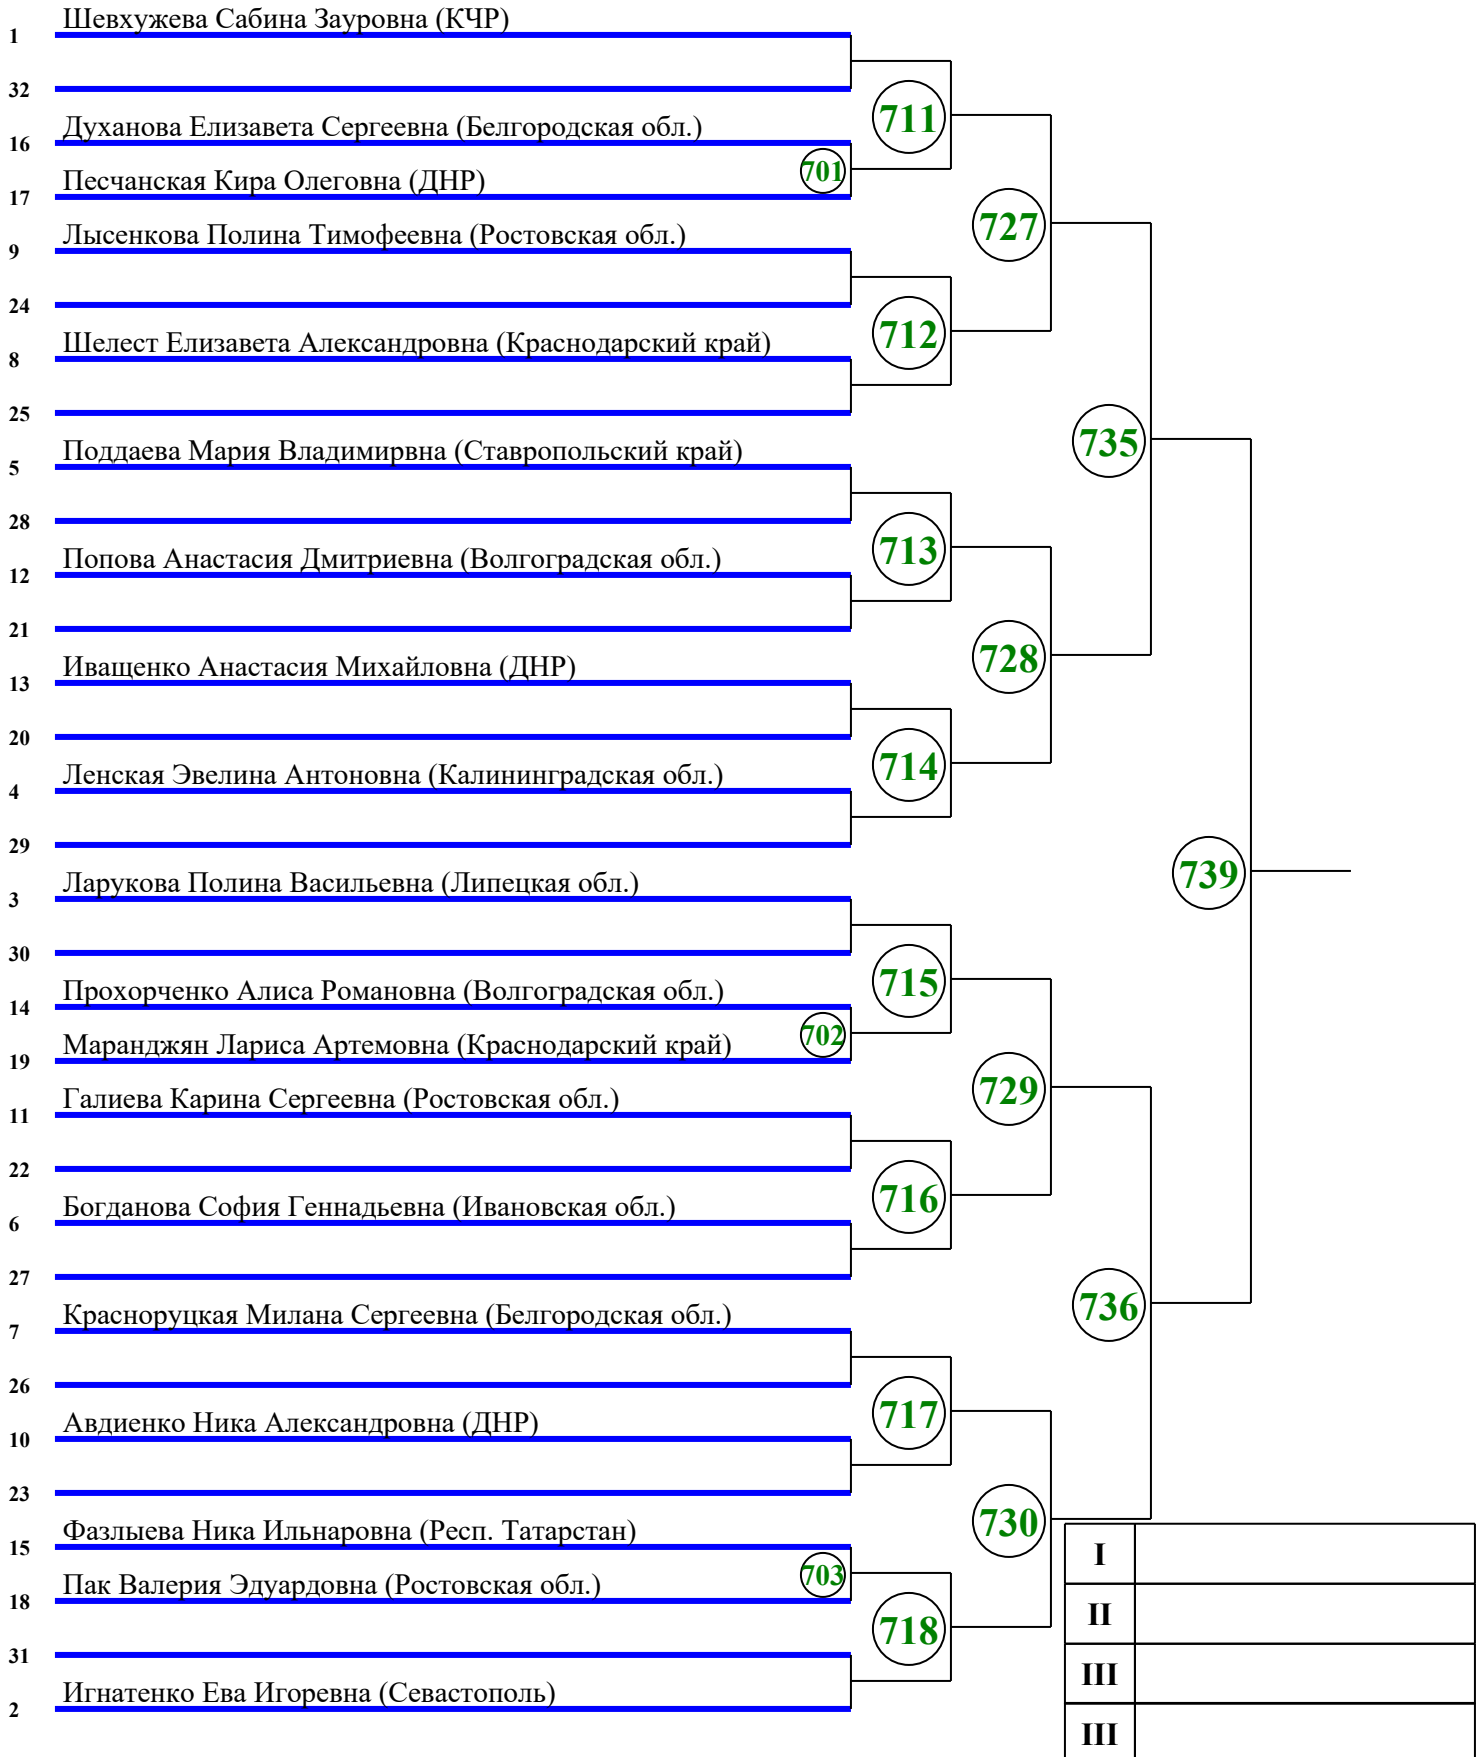 Шевхужева Сабина Зауровна (КЧР)
1
32
711
Духанова Елизавета Сергеевна (Белгородская обл.)
16
701
Песчанская Кира Олеговна (ДНР)
17
727
Лысенкова Полина Тимофеевна (Ростовская обл.)
9
24
712
Шелест Елизавета Александровна (Краснодарский край)
8
25
735
Поддаева Мария Владимирвна (Ставропольский край)
5
28
713
Попова Анастасия Дмитриевна (Волгоградская обл.)
12
21
728
Иващенко Анастасия Михайловна (ДНР)
13
20
714
Ленская Эвелина Антоновна (Калининградская обл.)
4
29
739
Ларукова Полина Васильевна (Липецкая обл.)
3
30
715
Прохорченко Алиса Романовна (Волгоградская обл.)
14
702
Маранджян Лариса Артемовна (Краснодарский край)
19
729
Галиева Карина Сергеевна (Ростовская обл.)
11
22
716
Богданова София Геннадьевна (Ивановская обл.)
6
27
736
Красноруцкая Милана Сергеевна (Белгородская обл.)
7
26
717
Авдиенко Ника Александровна (ДНР)
10
23
730
Фазлыева Ника Ильнаровна (Респ. Татарстан)
15
I
703
Пак Валерия Эдуардовна (Ростовская обл.)
18
II
718
31
III
Игнатенко Ева Игоревна (Севастополь)
2
III